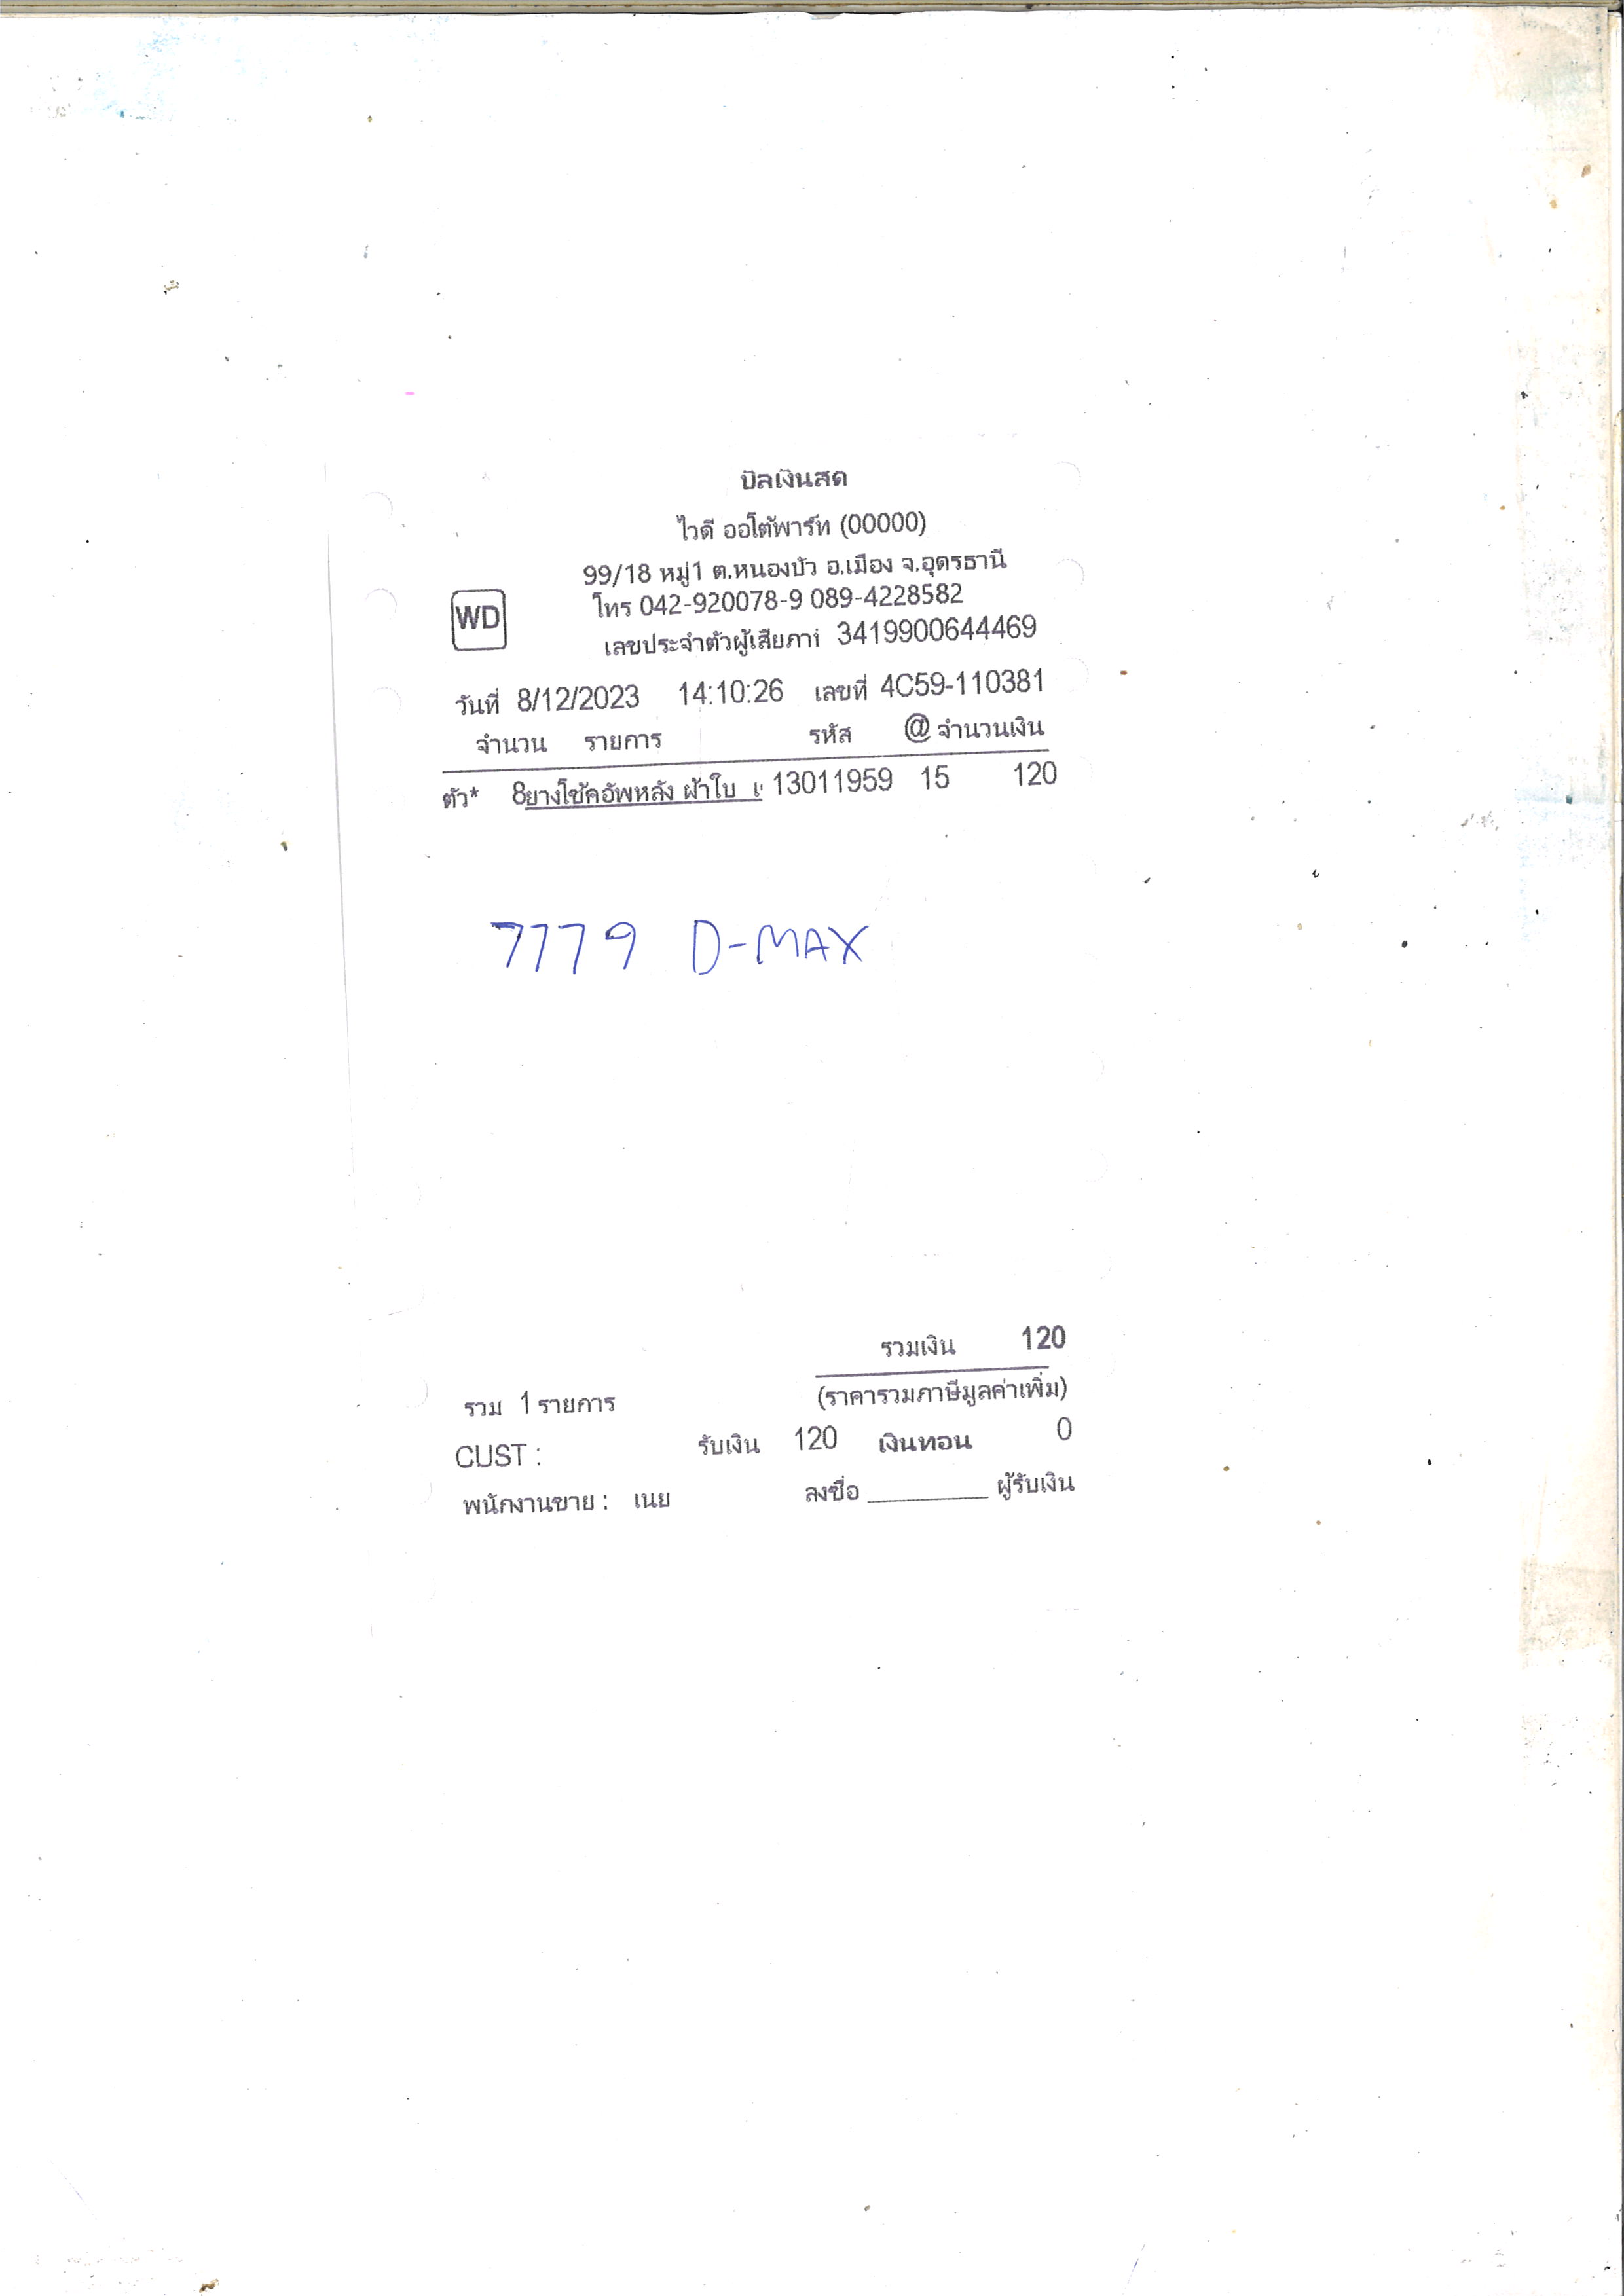 บิลเงินสด
ไวดี ออโต้พาร์ท (00000)
99/18 หมู่1 ต.หนองบัว อ.เมือง จ.อุดรธานี
โทร 042-920078-9 089-4228582
WD
เลขประจำตัวผู้เสียภา 3419900644469
วันที่ 8/12/2023 14:10:26 เลขที่ 4C59-110381
จำนวน รายการ รหัส @ จำนวนเงิน
ตัว* 8 ยางโช้คอัพหลัง ผ้าใบ 13011959 15 120
7779 D-MAX
รวมเงิน 120
รวม 1 รายการ (ราคารวมภาษีมูลค่าเพิ่ม)
CUST : รับเงิน 120 เงินทอน 0
พนักงานขาย : เนย ลงชื่อ ผู้รับเงิน